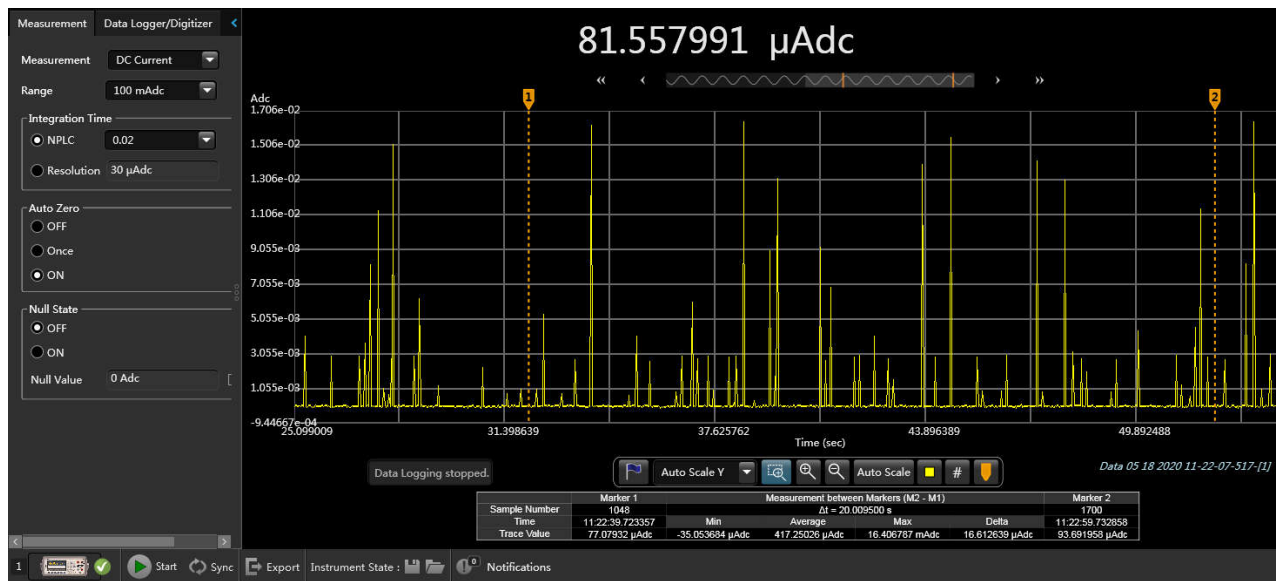 Measurement Data Logger/Digitizer <
81.557991 µAdc
Measurement DC Current
Range 100 mAdc
Integration Time
NPLC 0.02
Resolution 30 µAdc
Auto Zero
OFF
Once
ON
Null State
OFF
ON
Null Value 0 Adc
« ‹ › »
Adc
1 2
1.706e-02
1.506e-02
1.306e-02
1.106e-02
9.055e-03
7.055e-03
5.055e-03
3.055e-03
1.055e-03
-9.44667e-04
25.099009 31.398639 37.625762 43.896389 49.892488
Time (sec)
Data Logging stopped.
Auto Scale Y Auto Scale #
Data 05 18 2020 11-22-07-517-[1]
Marker 1 Measurement between Markers (M2 - M1) Marker 2
Sample Number 1048 Δt = 20.009500 s 1700
Time 11:22:39.723357 Min Average Max Delta 11:22:59.732858
Trace Value 77.07932 µAdc -35.053684 µAdc 417.25026 µAdc 16.406787 mAdc 16.612639 µAdc 93.691958 µAdc
1 Start Sync Export Instrument State : 0 Notifications